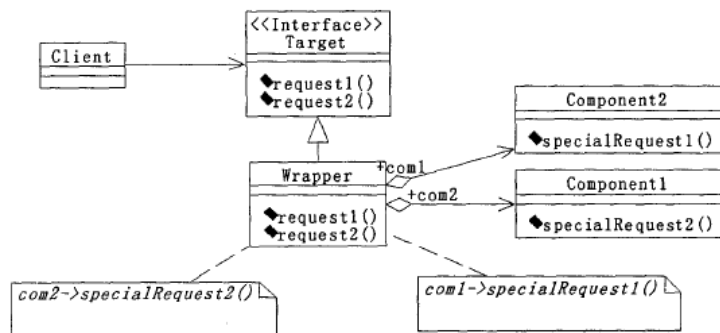 <<Interface>>
Target
Client
request1()
request2()
Component2
specialRequest1()
Wrapper
+com1
+com2
Component1
request1()
request2()
specialRequest2()
com2->specialRequest2()
com1->specialRequest1()